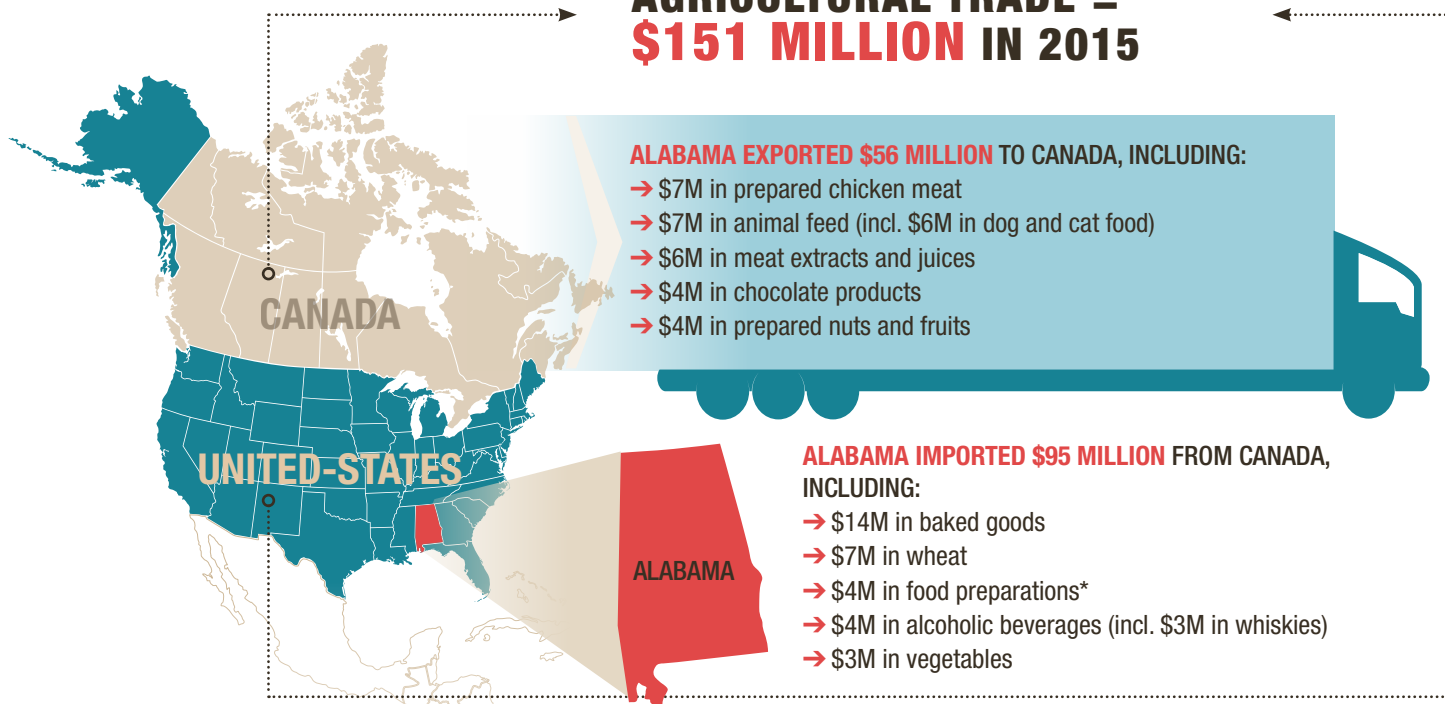 AGRICULTURAL TRADE =
$151 MILLION IN 2015
ALABAMA EXPORTED $56 MILLION TO CANADA, INCLUDING:
➔ $7M in prepared chicken meat
➔ $7M in animal feed (incl. $6M in dog and cat food)
➔ $6M in meat extracts and juices
➔ $4M in chocolate products
➔ $4M in prepared nuts and fruits
CANADA
UNITED-STATES
ALABAMA
ALABAMA IMPORTED $95 MILLION FROM CANADA,
INCLUDING:
➔ $14M in baked goods
➔ $7M in wheat
➔ $4M in food preparations*
➔ $4M in alcoholic beverages (incl. $3M in whiskies)
➔ $3M in vegetables